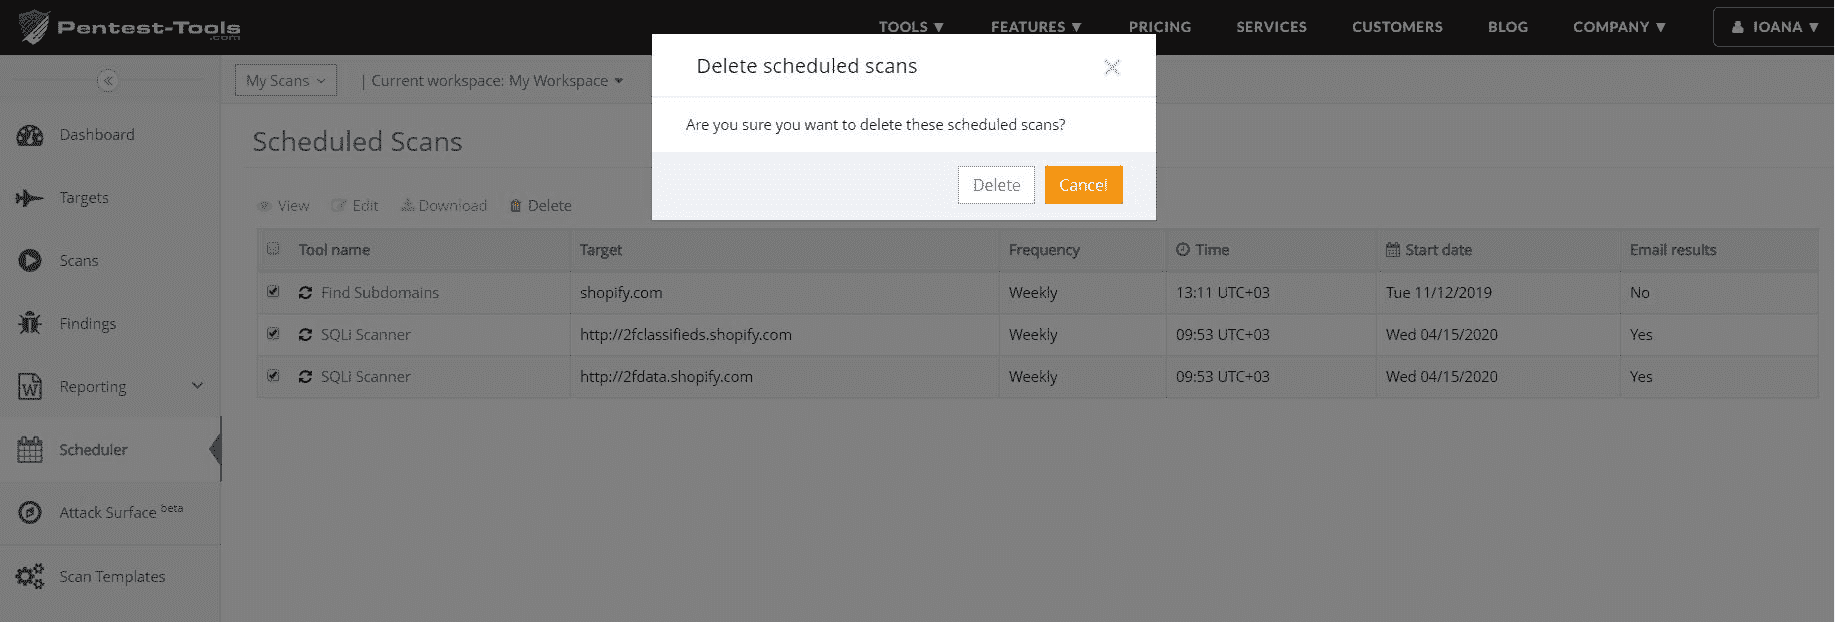 Pentest-Tools
.com
TOOLS ▼ FEATURES ▼ PRICING SERVICES CUSTOMERS BLOG COMPANY ▼ IOANA ▼
« My Scans | Current workspace: My Workspace
Delete scheduled scans
Are you sure you want to delete these scheduled scans?
Delete Cancel
Dashboard
Targets
Scans
Findings
Reporting
Scheduler
Attack Surface beta
Scan Templates
Scheduled Scans
View Edit Download Delete
Tool name Target Frequency Time Start date Email results
Find Subdomains shopify.com Weekly 13:11 UTC+03 Tue 11/12/2019 No
SQLi Scanner http://2fclassifieds.shopify.com Weekly 09:53 UTC+03 Wed 04/15/2020 Yes
SQLi Scanner http://2fdata.shopify.com Weekly 09:53 UTC+03 Wed 04/15/2020 Yes